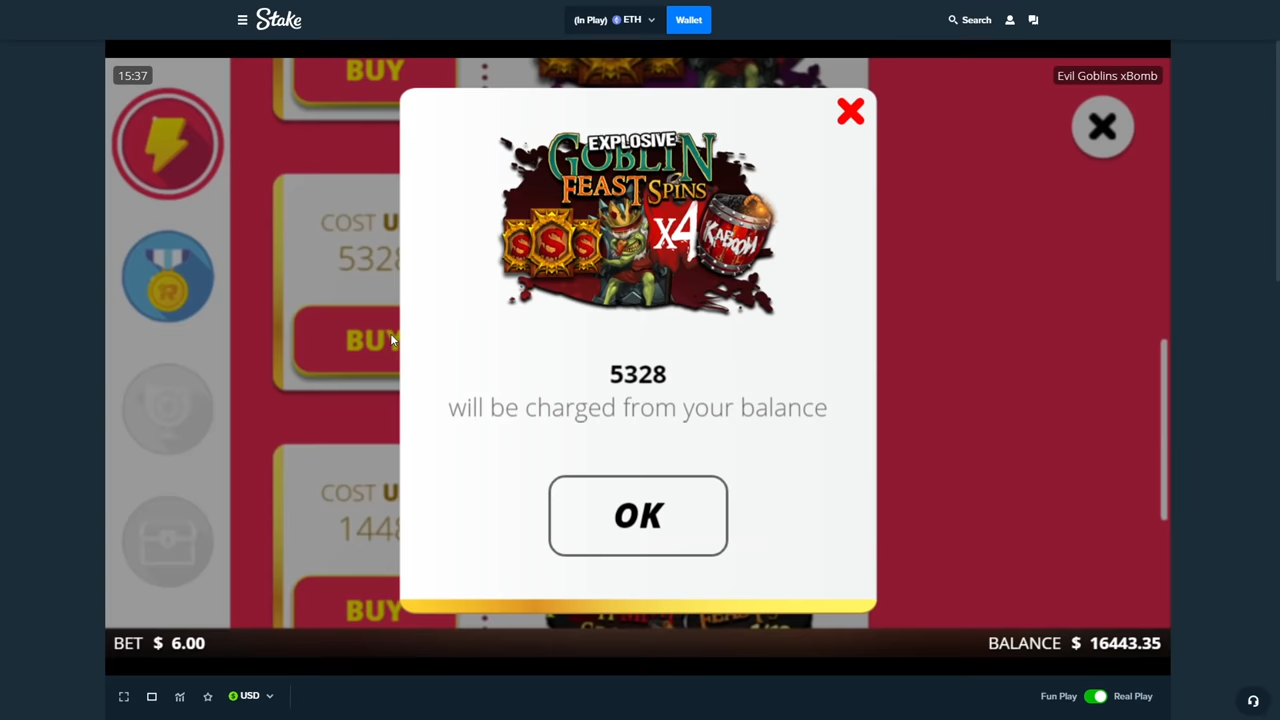 Stake
(In Play) ETH
Wallet
Search
15:37
Evil Goblins xBomb
BUY
EXPLOSIVE
GOBLIN
FEAST SPINS
X4
KABOOM
COST U
5328
BUY
5328
will be charged from your balance
OK
COST U
1448
BUY
BET $ 6.00
BALANCE $ 16443.35
USD
Fun Play
Real Play